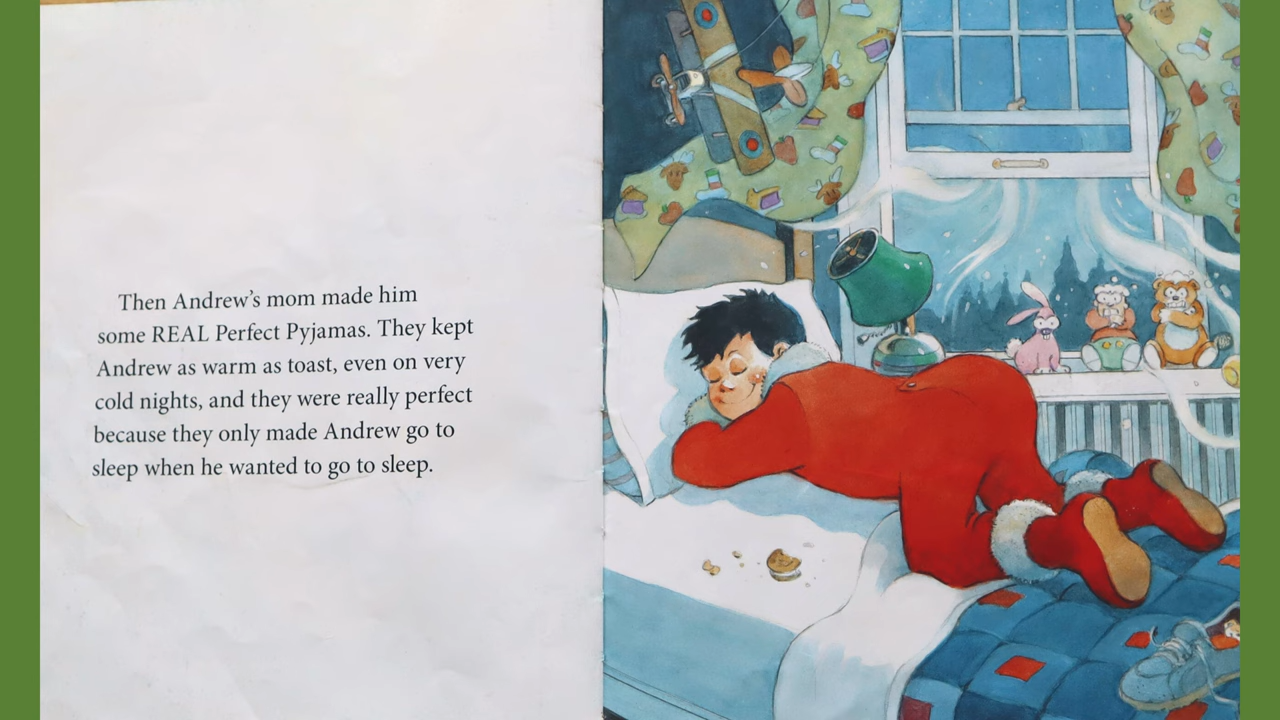 Then Andrew's mom made him
some REAL Perfect Pyjamas. They kept
Andrew as warm as toast, even on very
cold nights, and they were really perfect
because they only made Andrew go to
sleep when he wanted to go to sleep.